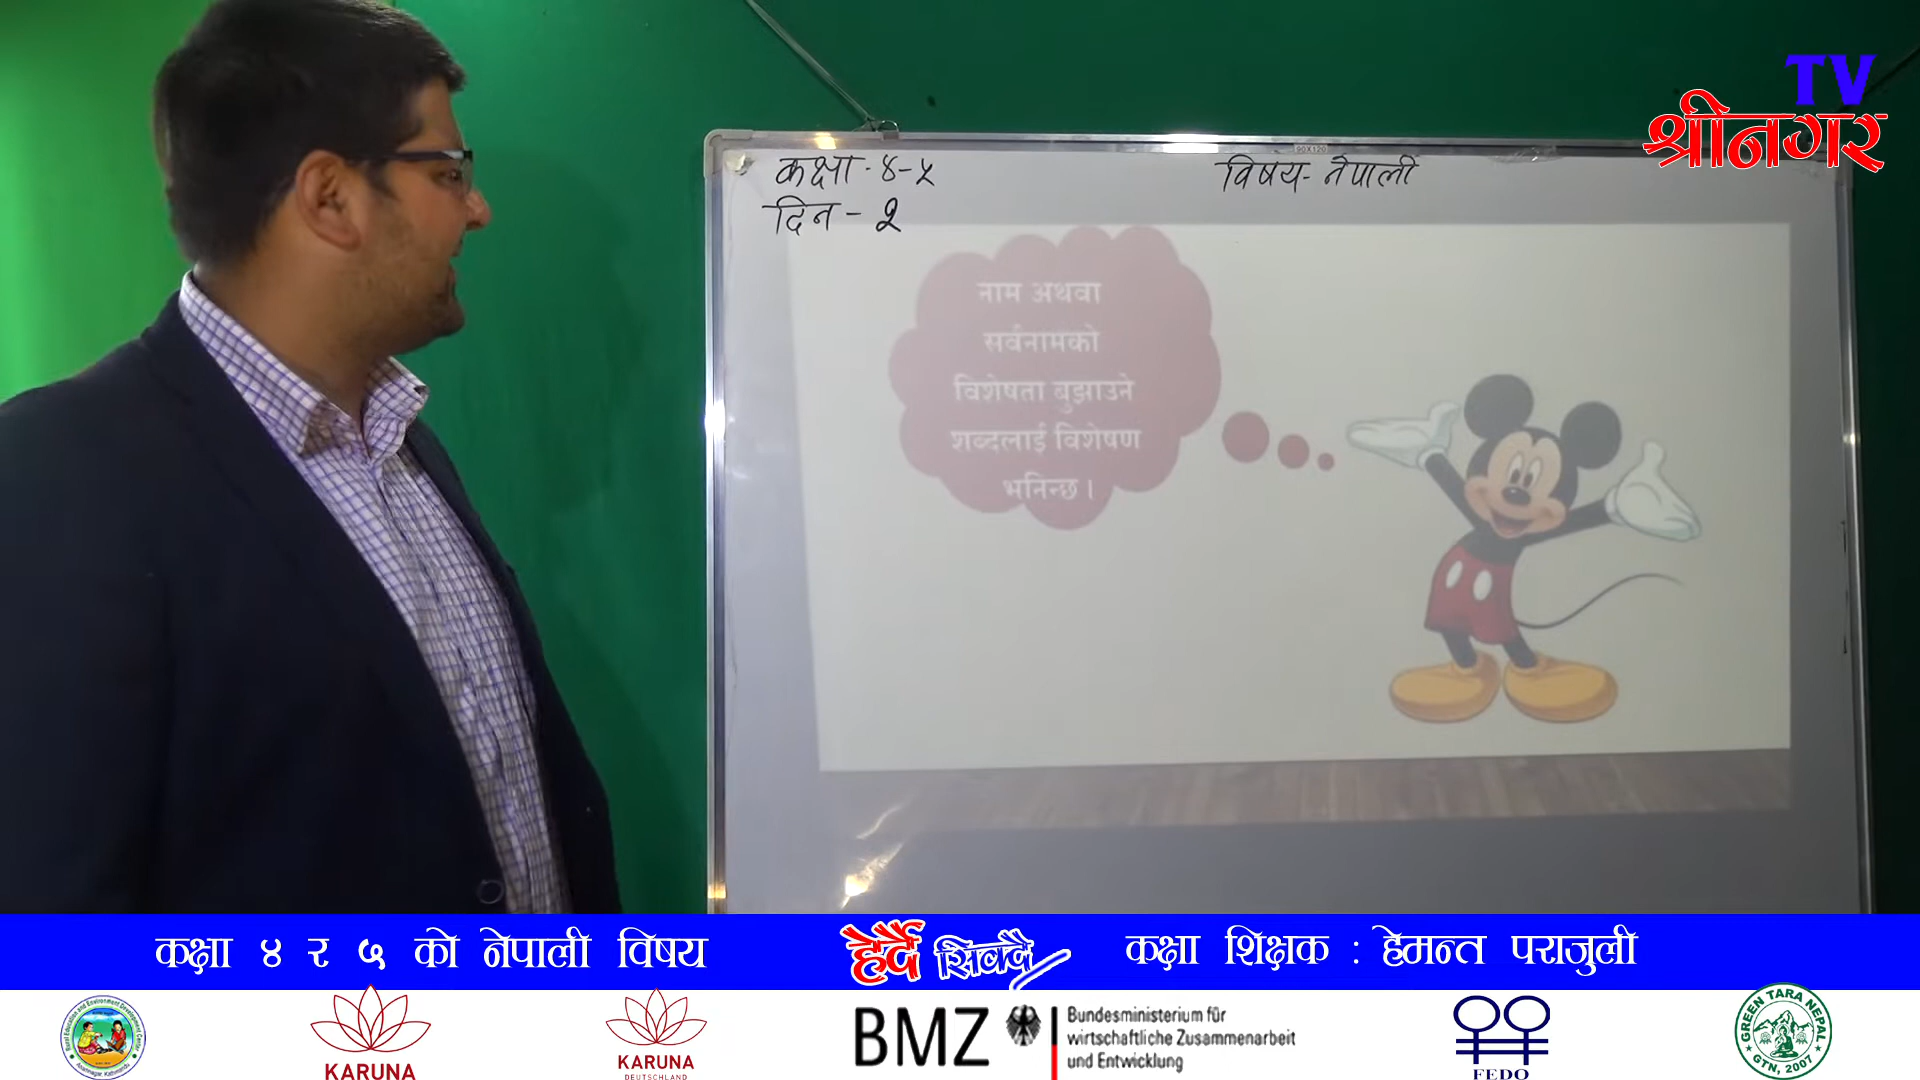 TV
श्रीनगर
कक्षा - ४-५
विषय- नेपाली
दिन - २
नाम अथवा
सर्वनामको
विशेषता बुझाउने
शब्दलाई विशेषण
भनिन्छ ।
कक्षा ४ र ५ को नेपाली विषय
हेर्दै सिक्दै
कक्षा शिक्षक : हेमन्त पराजुली
KARUNA
KARUNA
DEUTSCHLAND
BMZ
Bundesministerium für
wirtschaftliche Zusammenarbeit
und Entwicklung
FEDO
GREEN TARA NEPAL
GTN, 2007